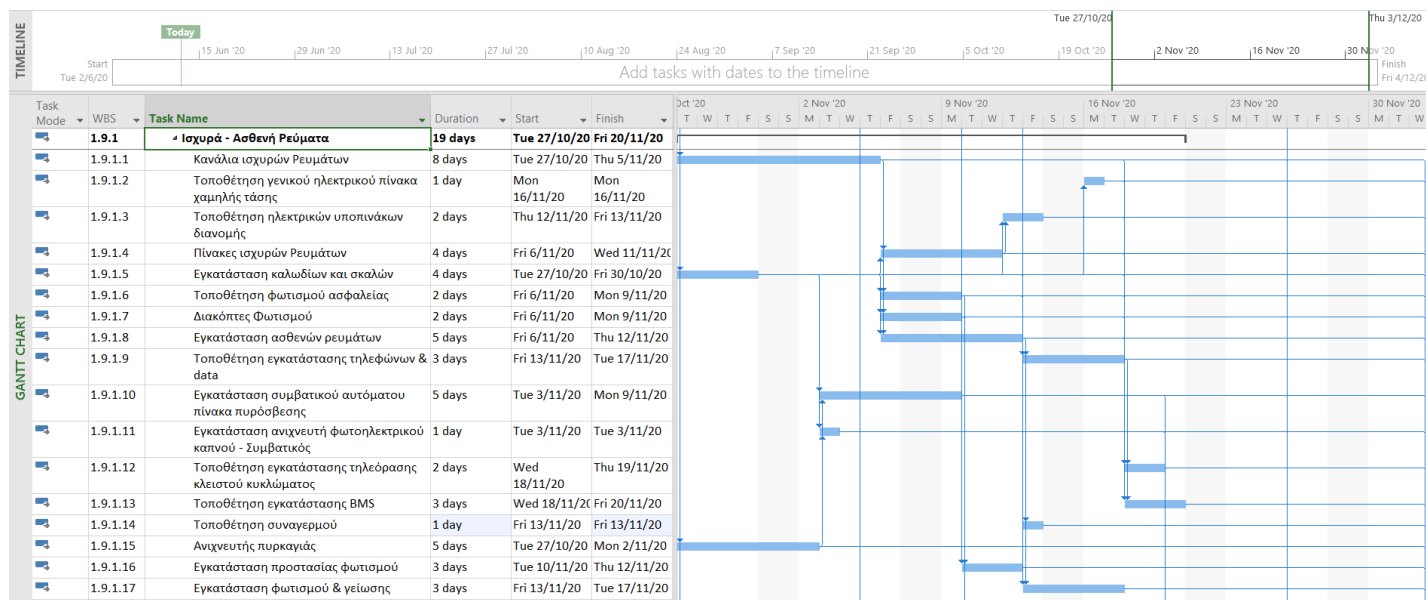 TIMELINE
Tue 27/10/20 Thu 3/12/20
Today
15 Jun '20 29 Jun '20 13 Jul '20 27 Jul '20 10 Aug '20 24 Aug '20 7 Sep '20 21 Sep '20 5 Oct '20 19 Oct '20 2 Nov '20 16 Nov '20 30 Nov '20
Start
Tue 2/6/20
Add tasks with dates to the timeline
Finish
Fri 4/12/20
GANTT CHART
Task Mode WBS Task Name Duration Start Finish
Oct '20 2 Nov '20 9 Nov '20 16 Nov '20 23 Nov '20 30 Nov '20
T W T F S S M T W T F S S M T W T F S S M T W T F S S M T W T F S S M T W
1.9.1 Ισχυρά - Ασθενή Ρεύματα 19 days Tue 27/10/20 Fri 20/11/20
1.9.1.1 Κανάλια ισχυρών Ρευμάτων 8 days Tue 27/10/20 Thu 5/11/20
1.9.1.2 Τοποθέτηση γενικού ηλεκτρικού πίνακα 1 day Mon Mon
χαμηλής τάσης 16/11/20 16/11/20
1.9.1.3 Τοποθέτηση ηλεκτρικών υποπινάκων 2 days Thu 12/11/20 Fri 13/11/20
διανομής
1.9.1.4 Πίνακες ισχυρών Ρευμάτων 4 days Fri 6/11/20 Wed 11/11/20
1.9.1.5 Εγκατάσταση καλωδίων και σκαλών 4 days Tue 27/10/20 Fri 30/10/20
1.9.1.6 Τοποθέτηση φωτισμού ασφαλείας 2 days Fri 6/11/20 Mon 9/11/20
1.9.1.7 Διακόπτες Φωτισμού 2 days Fri 6/11/20 Mon 9/11/20
1.9.1.8 Εγκατάσταση ασθενών ρευμάτων 5 days Fri 6/11/20 Thu 12/11/20
1.9.1.9 Τοποθέτηση εγκατάστασης τηλεφώνων & 3 days Fri 13/11/20 Tue 17/11/20
data
1.9.1.10 Εγκατάσταση συμβατικού αυτόματου 5 days Tue 3/11/20 Mon 9/11/20
πίνακα πυρόσβεσης
1.9.1.11 Εγκατάσταση ανιχνευτή φωτοηλεκτρικού 1 day Tue 3/11/20 Tue 3/11/20
καπνού - Συμβατικός
1.9.1.12 Τοποθέτηση εγκατάστασης τηλεόρασης 2 days Wed Thu 19/11/20
κλειστού κυκλώματος 18/11/20
1.9.1.13 Τοποθέτηση εγκατάστασης BMS 3 days Wed 18/11/20 Fri 20/11/20
1.9.1.14 Τοποθέτηση συναγερμού 1 day Fri 13/11/20 Fri 13/11/20
1.9.1.15 Ανιχνευτής πυρκαγιάς 5 days Tue 27/10/20 Mon 2/11/20
1.9.1.16 Εγκατάσταση προστασίας φωτισμού 3 days Tue 10/11/20 Thu 12/11/20
1.9.1.17 Εγκατάσταση φωτισμού & γείωσης 3 days Fri 13/11/20 Tue 17/11/20